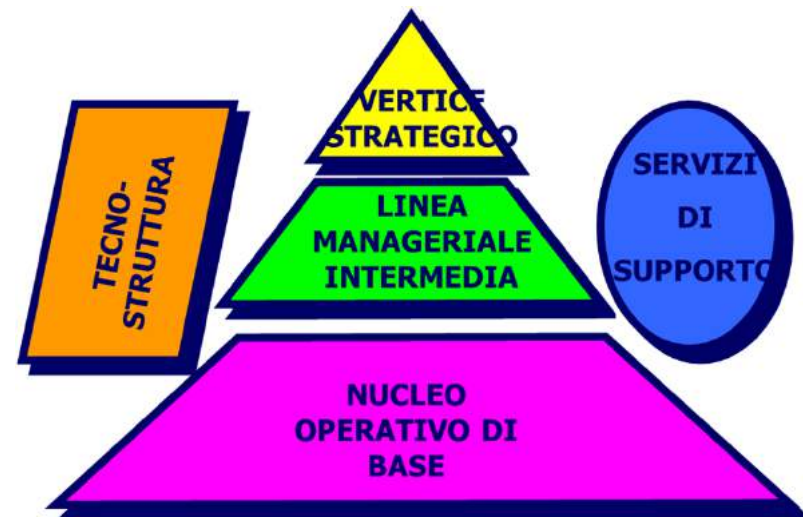 VERTICE
STRATEGICO
TECNO-
STRUTTURA
LINEA
MANAGERIALE
INTERMEDIA
SERVIZI
DI
SUPPORTO
NUCLEO
OPERATIVO DI
BASE